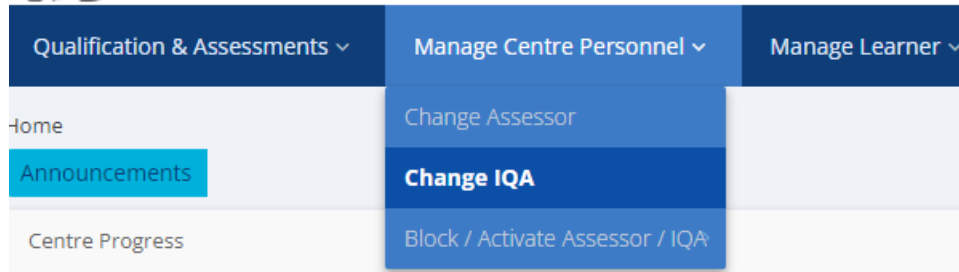 Qualification & Assessments
Manage Centre Personnel
Manage Learner
Change Assessor
Home
Announcements
Change IQA
Centre Progress
Block / Activate Assessor / IQA